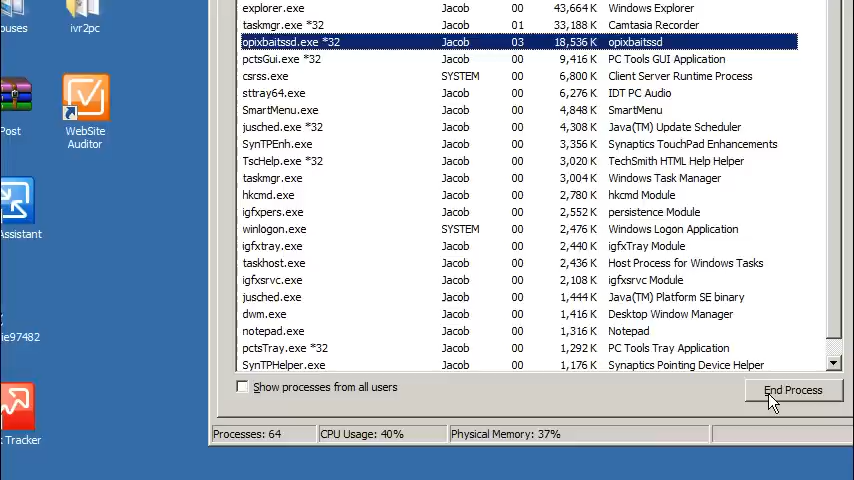 ouses
ivr2pc
Post
WebSite
Auditor
Assistant
ie97482
Tracker
explorer.exe Jacob 00 43,664 K Windows Explorer
taskmgr.exe *32 Jacob 01 33,188 K Camtasia Recorder
opixbaitssd.exe *32 Jacob 03 18,536 K opixbaitssd
pctsGui.exe *32 Jacob 00 9,416 K PC Tools GUI Application
csrss.exe SYSTEM 00 6,800 K Client Server Runtime Process
sttray64.exe Jacob 00 6,276 K IDT PC Audio
SmartMenu.exe Jacob 00 4,848 K SmartMenu
jusched.exe *32 Jacob 00 4,308 K Java(TM) Update Scheduler
SynTPEnh.exe Jacob 00 3,356 K Synaptics TouchPad Enhancements
TscHelp.exe *32 Jacob 00 3,020 K TechSmith HTML Help Helper
taskmgr.exe Jacob 00 3,004 K Windows Task Manager
hkcmd.exe Jacob 00 2,780 K hkcmd Module
igfxpers.exe Jacob 00 2,552 K persistence Module
winlogon.exe SYSTEM 00 2,476 K Windows Logon Application
igfxtray.exe Jacob 00 2,440 K igfxTray Module
taskhost.exe Jacob 00 2,436 K Host Process for Windows Tasks
igfxsrvc.exe Jacob 00 2,108 K igfxsrvc Module
jusched.exe Jacob 00 1,444 K Java(TM) Platform SE binary
dwm.exe Jacob 00 1,416 K Desktop Window Manager
notepad.exe Jacob 00 1,316 K Notepad
pctsTray.exe *32 Jacob 00 1,292 K PC Tools Tray Application
SynTPHelper.exe Jacob 00 1,176 K Synaptics Pointing Device Helper
Show processes from all users
End Process
Processes: 64 CPU Usage: 40% Physical Memory: 37%